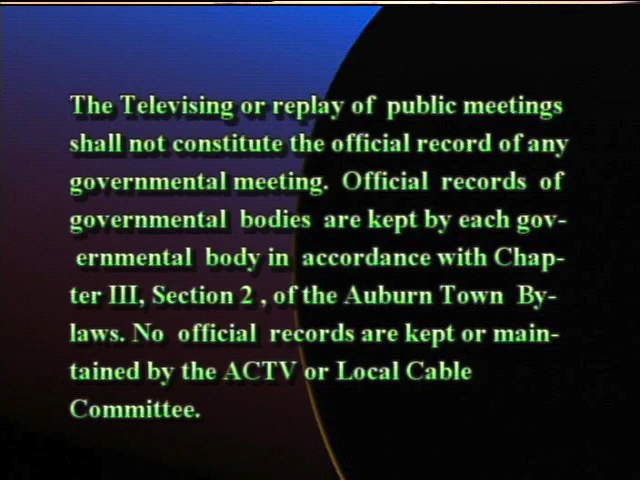 The Televising or replay of public meetings
shall not constitute the official record of any
governmental meeting. Official records of
governmental bodies are kept by each gov-
ernmental body in accordance with Chap-
ter III, Section 2 , of the Auburn Town By-
laws. No official records are kept or main-
tained by the ACTV or Local Cable
Committee.